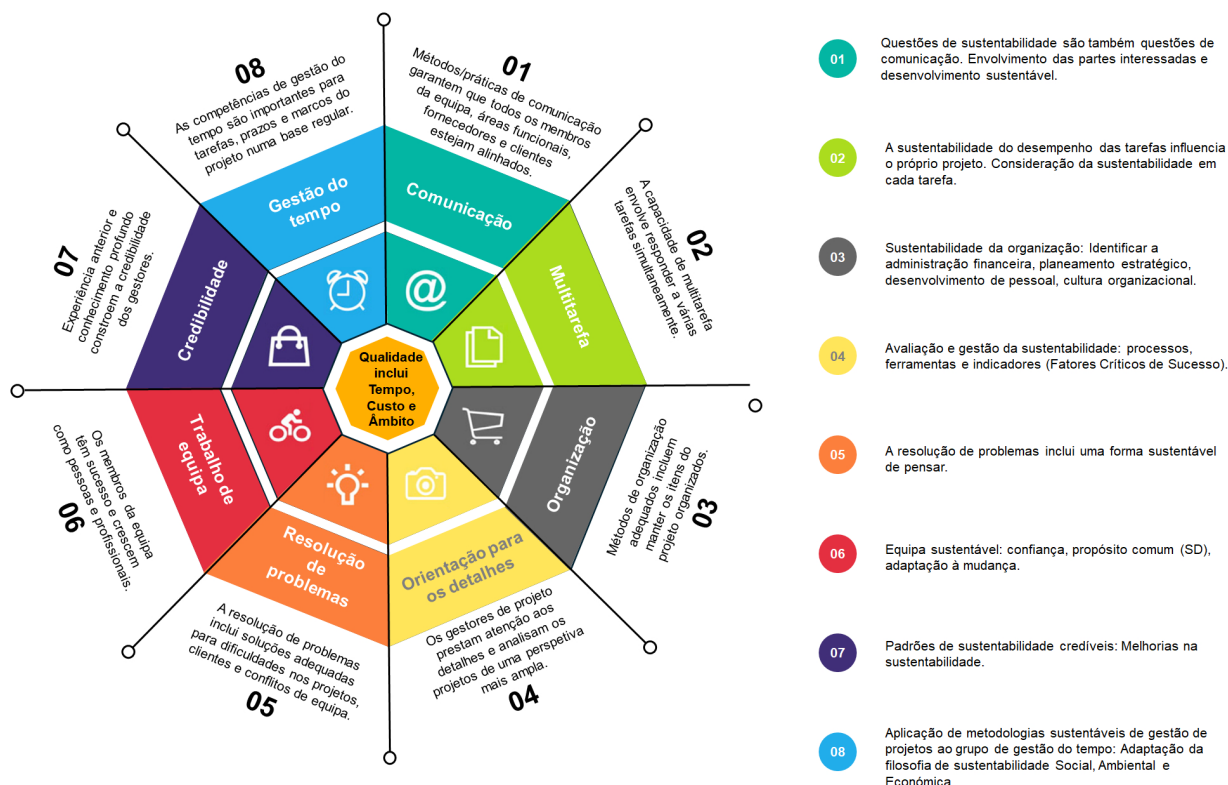 01
Métodos/práticas de comunicação
garantem que todos os membros
da equipa, áreas funcionais,
fornecedores e clientes
estejam alinhados.
Comunicação
@
02
A capacidade de multitarefa
envolve responder a várias
tarefas simultaneamente.
Multitarefa
03
Métodos de organização
adequados incluem
manter os itens do
projeto organizados.
Organização
04
Os gestores de projeto
prestam atenção aos
detalhes e analisam os
projetos de uma perspetiva
mais ampla.
Orientação para
os detalhes
05
A resolução de problemas
inclui soluções adequadas
para dificuldades nos projetos,
clientes e conflitos de equipa.
Resolução
de
problemas
06
Os membros da equipa
têm sucesso e crescem
como pessoas e profissionais.
Trabalho de
equipa
07
Experiência anterior e
conhecimento profundo
constroem a credibilidade
dos gestores.
Credibilidade
08
As competências de gestão do
tempo são importantes para
tarefas, prazos e marcos do
projeto numa base regular.
Gestão do
tempo
Qualidade
inclui
Tempo,
Custo e
Âmbito
01
Questões de sustentabilidade são também questões de
comunicação. Envolvimento das partes interessadas e
desenvolvimento sustentável.
02
A sustentabilidade do desempenho das tarefas influencia
o próprio projeto. Consideração da sustentabilidade em
cada tarefa.
03
Sustentabilidade da organização: Identificar a
administração financeira, planeamento estratégico,
desenvolvimento de pessoal, cultura organizacional.
04
Avaliação e gestão da sustentabilidade: processos,
ferramentas e indicadores (Fatores Críticos de Sucesso).
05
A resolução de problemas inclui uma forma sustentável
de pensar.
06
Equipa sustentável: confiança, propósito comum (SD),
adaptação à mudança.
07
Padrões de sustentabilidade credíveis: Melhorias na
sustentabilidade.
08
Aplicação de metodologias sustentáveis de gestão de
projetos ao grupo de gestão do tempo: Adaptação da
filosofia de sustentabilidade Social, Ambiental e
Económica.